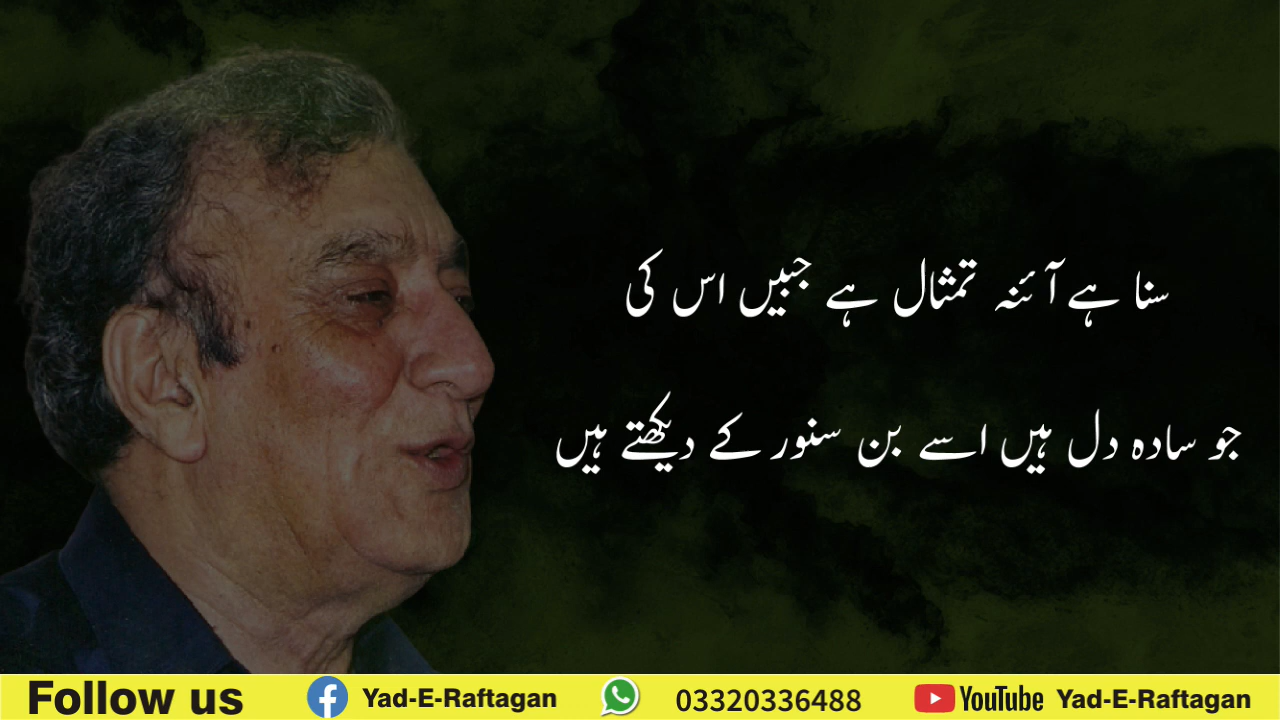 سنا ہے آئنہ تمثال ہے جبیں اس کی
جو سادہ دل ہیں اسے بن سنور کے دیکھتے ہیں
Follow us Yad-E-Raftagan 03320336488 YouTube Yad-E-Raftagan